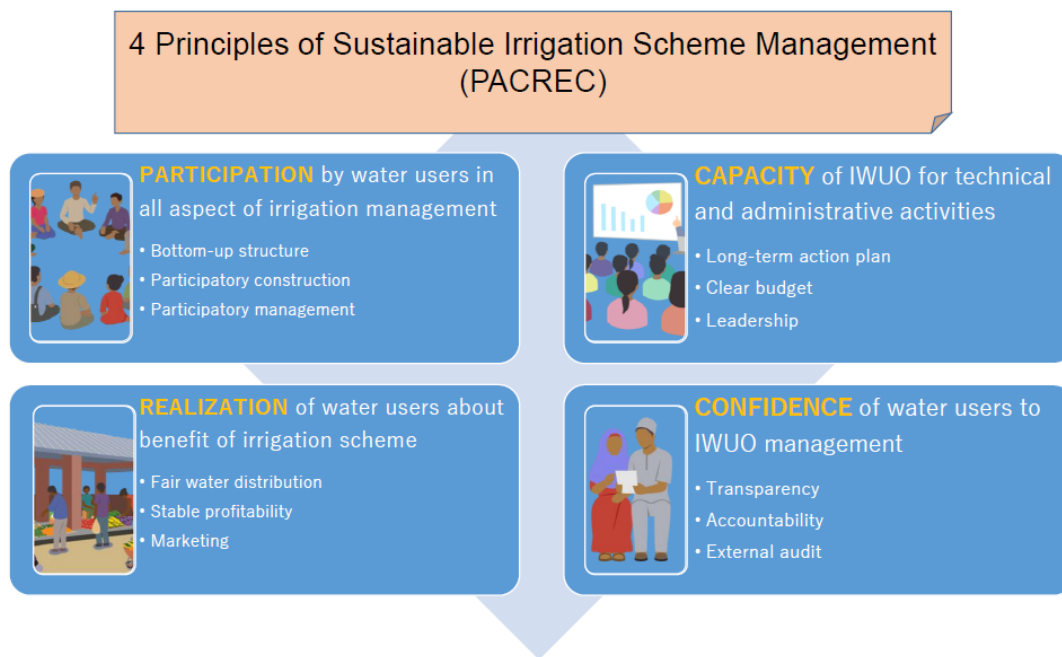 4 Principles of Sustainable Irrigation Scheme Management
(PACREC)
PARTICIPATION by water users in
all aspect of irrigation management
• Bottom-up structure
• Participatory construction
• Participatory management
CAPACITY of IWUO for technical
and administrative activities
• Long-term action plan
• Clear budget
• Leadership
REALIZATION of water users about
benefit of irrigation scheme
• Fair water distribution
• Stable profitability
• Marketing
CONFIDENCE of water users to
IWUO management
• Transparency
• Accountability
• External audit